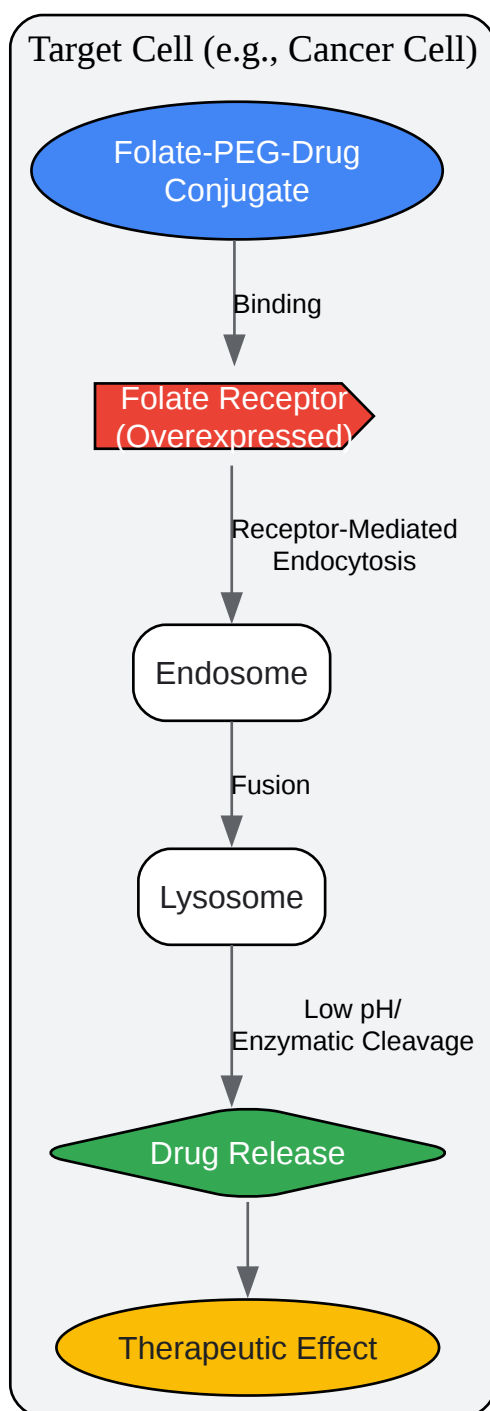 Target Cell (e.g., Cancer Cell)
Folate-PEG-Drug
Conjugate
Binding
Folate Receptor
(Overexpressed)
Receptor-Mediated
Endocytosis
Endosome
Fusion
Lysosome
Low pH/
Enzymatic Cleavage
Drug Release
Therapeutic Effect